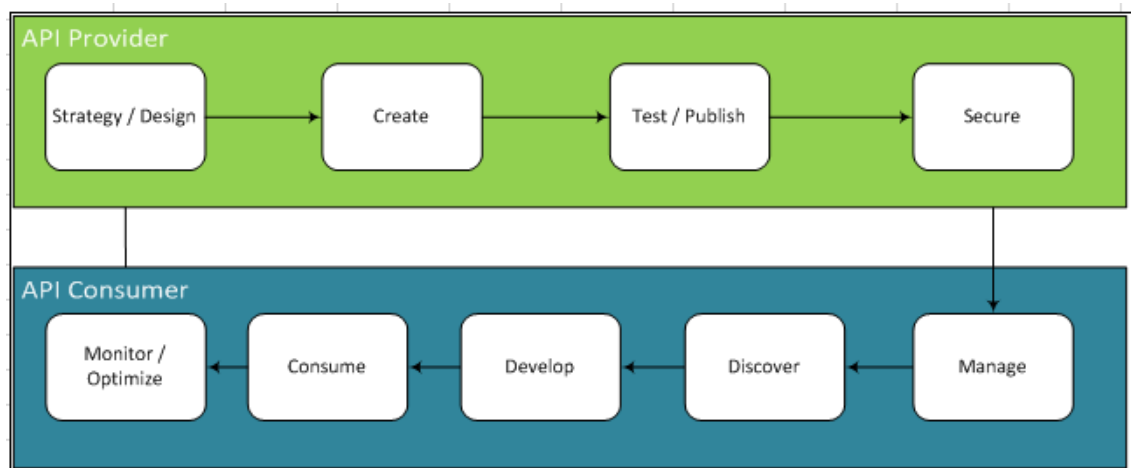 API Provider
Strategy / Design
Create
Test / Publish
Secure
API Consumer
Monitor /
Optimize
Consume
Develop
Discover
Manage